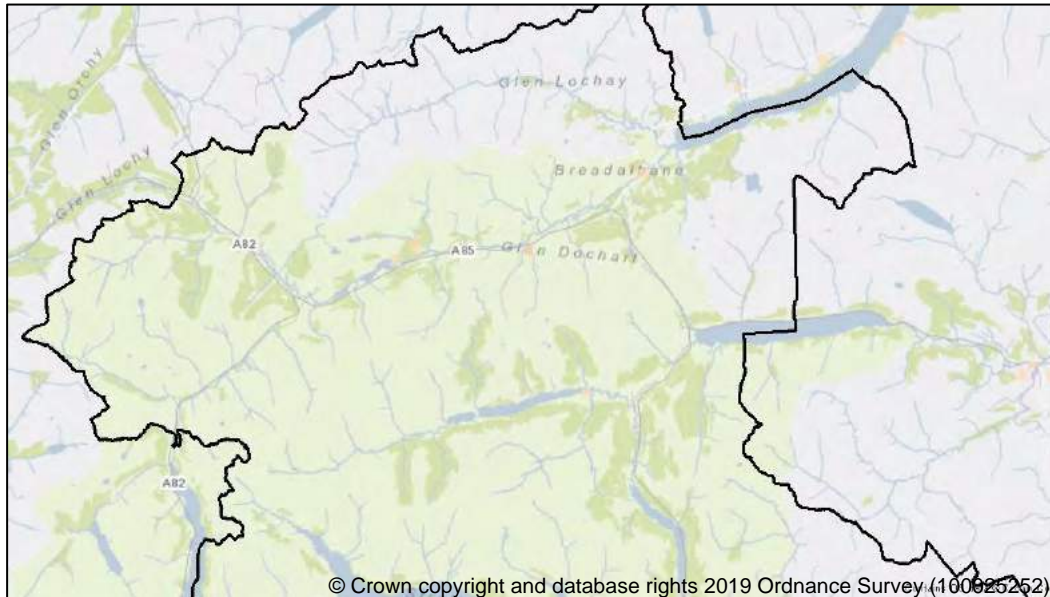 Glen Orchy
Glen Lochay
Glen Lochy
Breadalbane
A82
A85
Glen Dochart
A82
© Crown copyright and database rights 2019 Ordnance Survey (100025252)